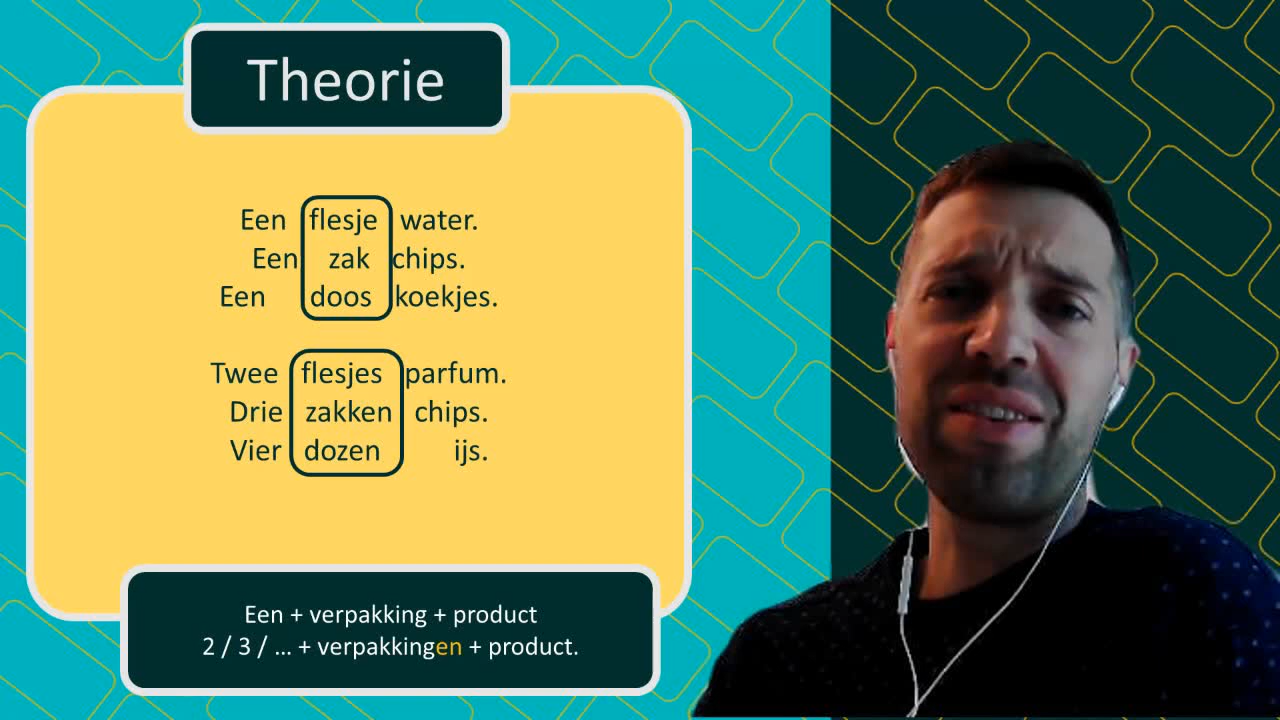 Theorie
Een flesje water.
Een zak chips.
Een doos koekjes.
Twee flesjes parfum.
Drie zakken chips.
Vier dozen ijs.
Een + verpakking + product
2 / 3 / ... + verpakkingen + product.